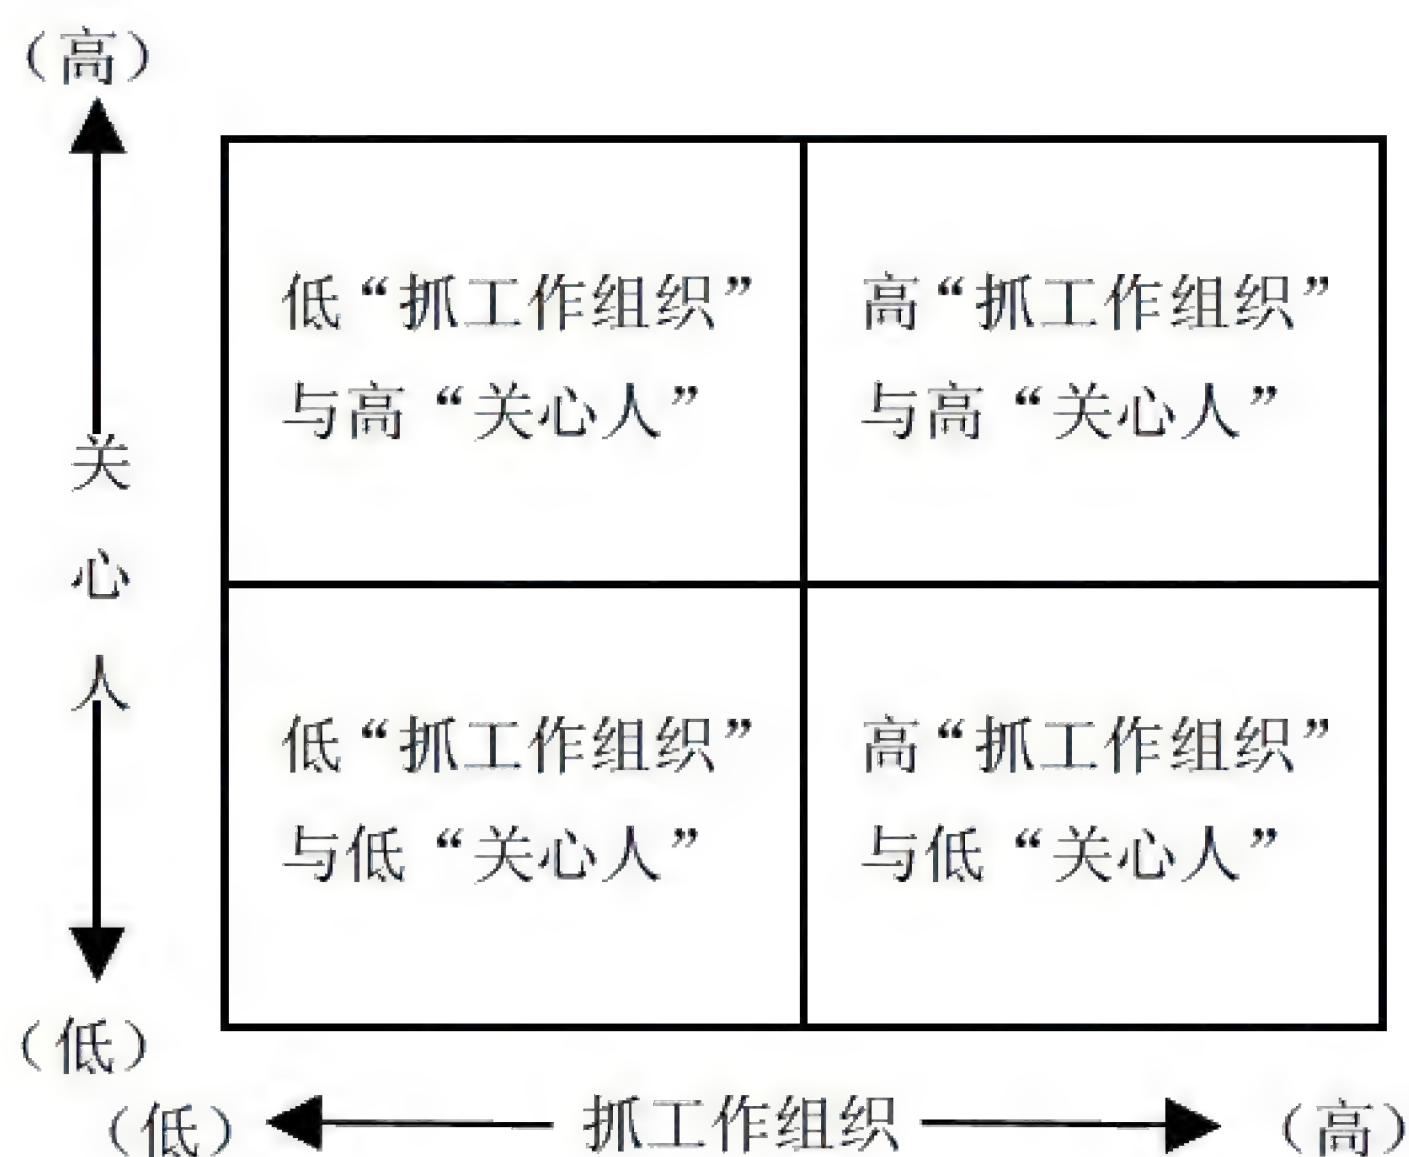 （高）
低“抓工作组织”
与高“关心人”
高“抓工作组织”
与高“关心人”
关
心
人
低“抓工作组织”
与低“关心人”
高“抓工作组织”
与低“关心人”
（低）
（低）
抓工作组织
（高）